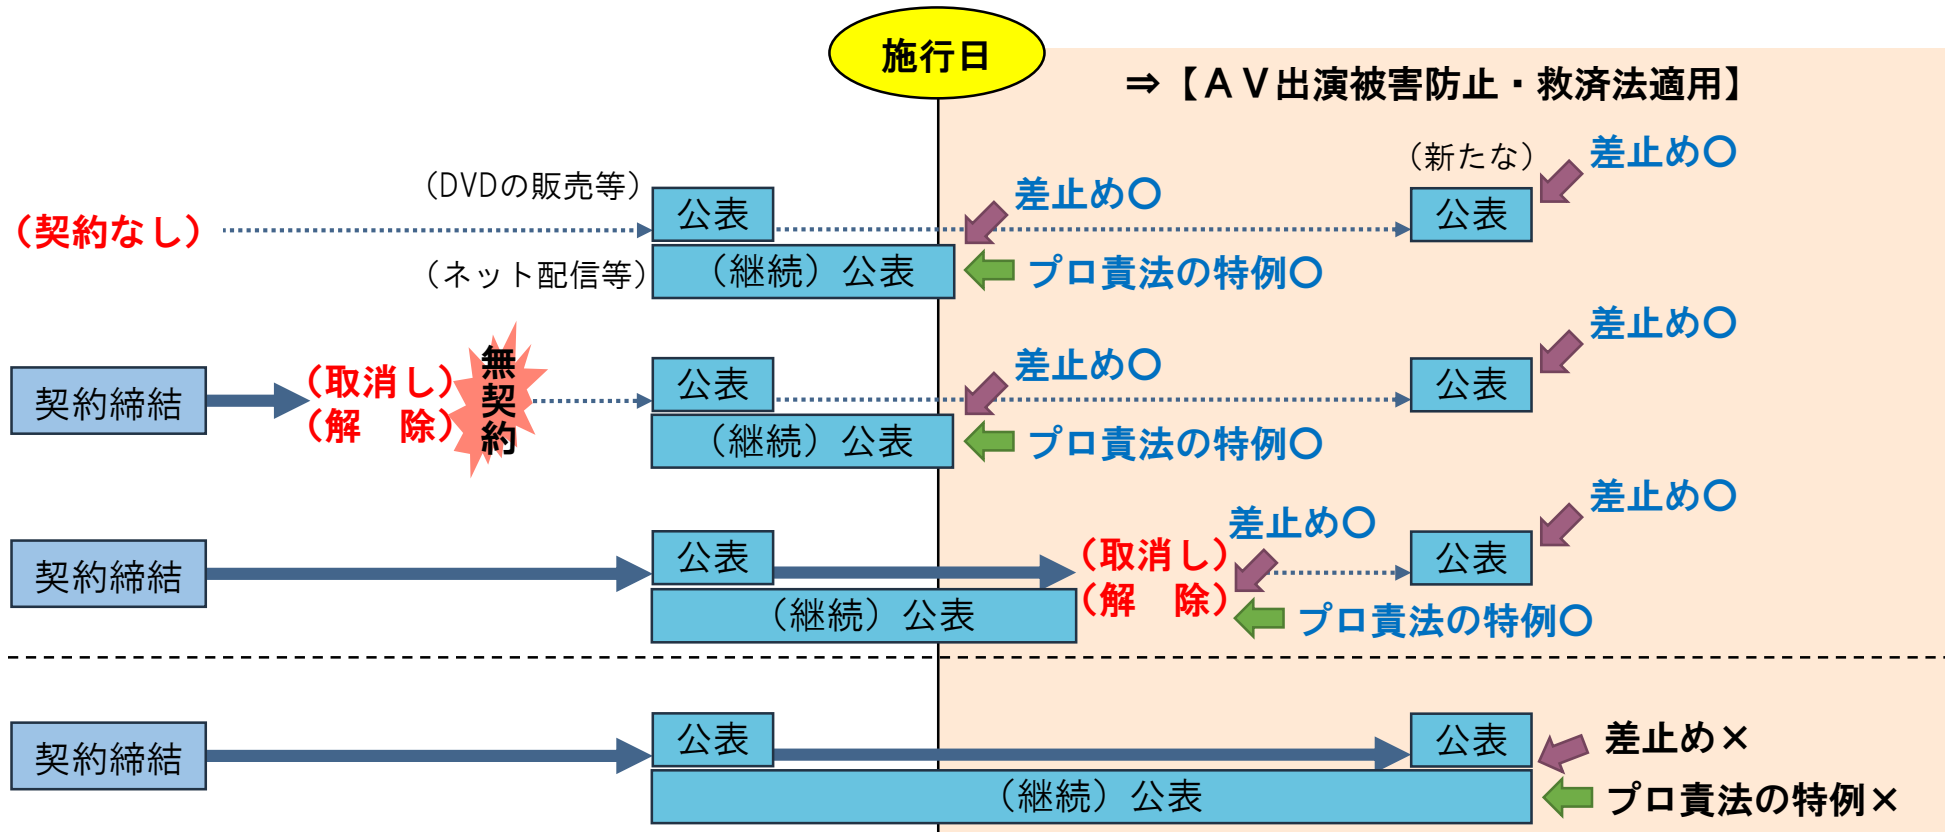 施行日
⇒【ＡＶ出演被害防止・救済法適用】
（新たな）
差止め〇
（DVDの販売等）
公表
差止め〇
公表
（契約なし）
（ネット配信等）
（継続）公表
プロ責法の特例〇
差止め〇
契約締結
（取消し）
（解　除）
無契約
公表
差止め〇
公表
（継続）公表
プロ責法の特例〇
差止め〇
契約締結
公表
差止め〇
（取消し）
（解　除）
公表
（継続）公表
プロ責法の特例〇
契約締結
公表
公表
差止め×
（継続）公表
プロ責法の特例×